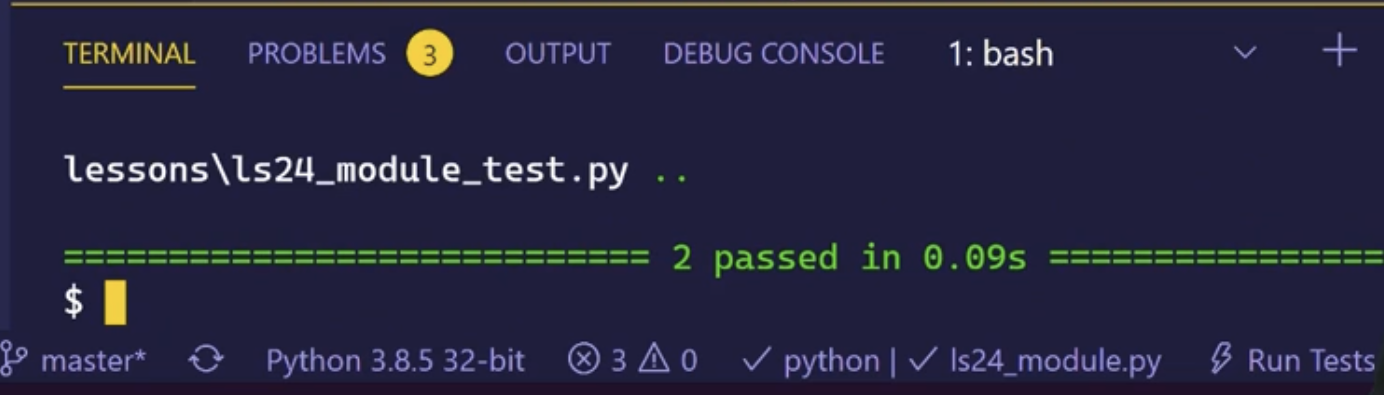 TERMINAL PROBLEMS 3 OUTPUT DEBUG CONSOLE 1: bash
lessons\ls24_module_test.py ..
============================ 2 passed in 0.09s ================
$
master* Python 3.8.5 32-bit 3 0 python | ls24_module.py Run Tests